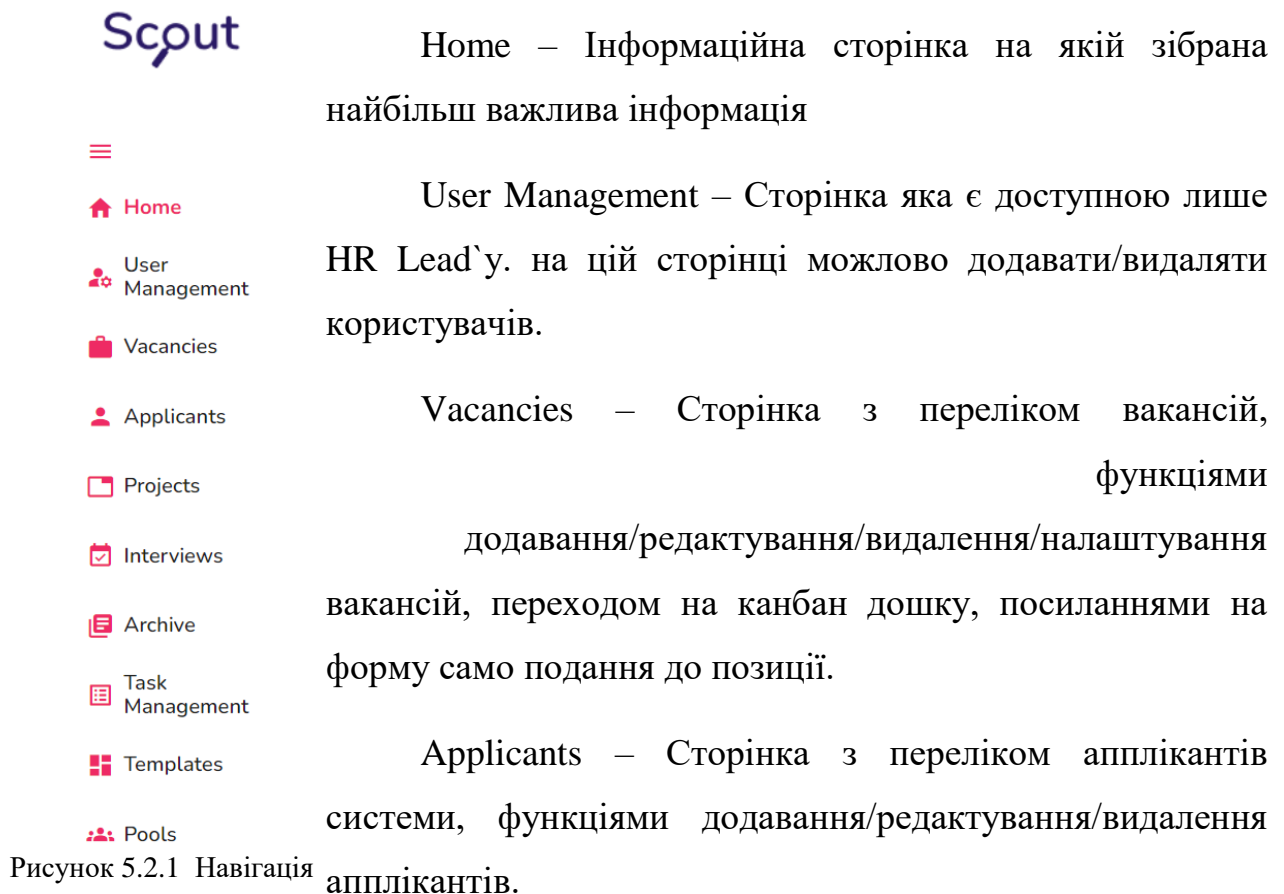 Scout
Home
User
Management
Vacancies
Applicants
Projects
Interviews
Archive
Task
Management
Templates
Pools
Рисунок 5.2.1 Навігація
Home – Інформаційна сторінка на якій зібрана
найбільш важлива інформація
User Management – Сторінка яка є доступною лише
HR Lead`у. на цій сторінці можлово додавати/видаляти
користувачів.
Vacancies – Сторінка з переліком вакансій,
функціями
додавання/редактування/видалення/налаштування
вакансій, переходом на канбан дошку, посиланнями на
форму само подання до позиції.
Applicants – Сторінка з переліком апплікантів
системи, функціями додавання/редактування/видалення
апплікантів.